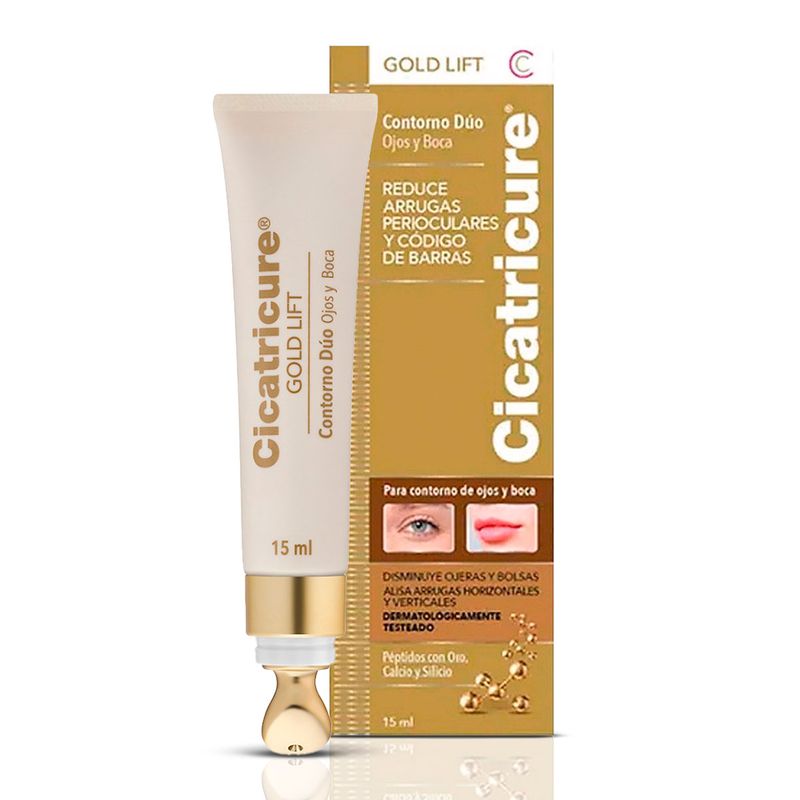 Cicatricure®
GOLD LIFT
Contorno Dúo Ojos y Boca
15 ml
GOLD LIFT
Contorno Dúo
Ojos y Boca
REDUCE
ARRUGAS
PERIOCULARES
Y CÓDIGO
DE BARRAS
Cicatricure®
Para contorno de ojos y boca
DISMINUYE OJERAS Y BOLSAS
ALISA ARRUGAS HORIZONTALES
Y VERTICALES
DERMATOLÓGICAMENTE
TESTEADO
Péptidos con Oro,
Calcio y Silicio
15 ml